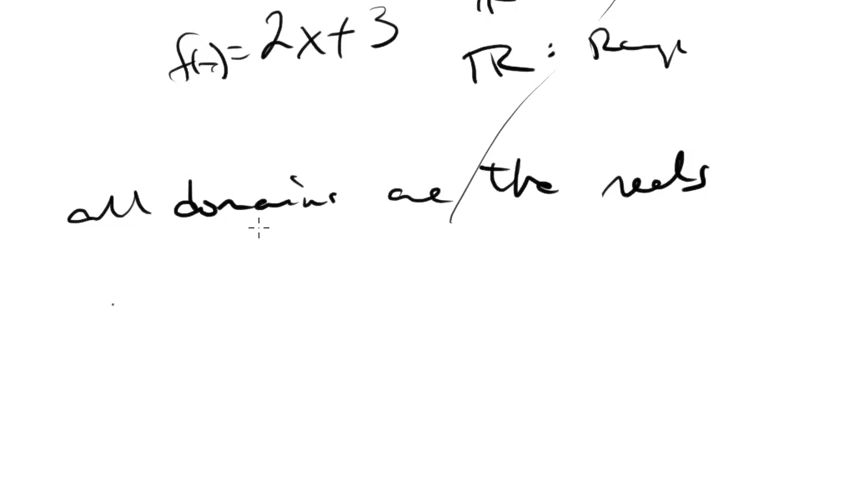 f(x)=2x+3
ℝ: Range
all domains are the reals